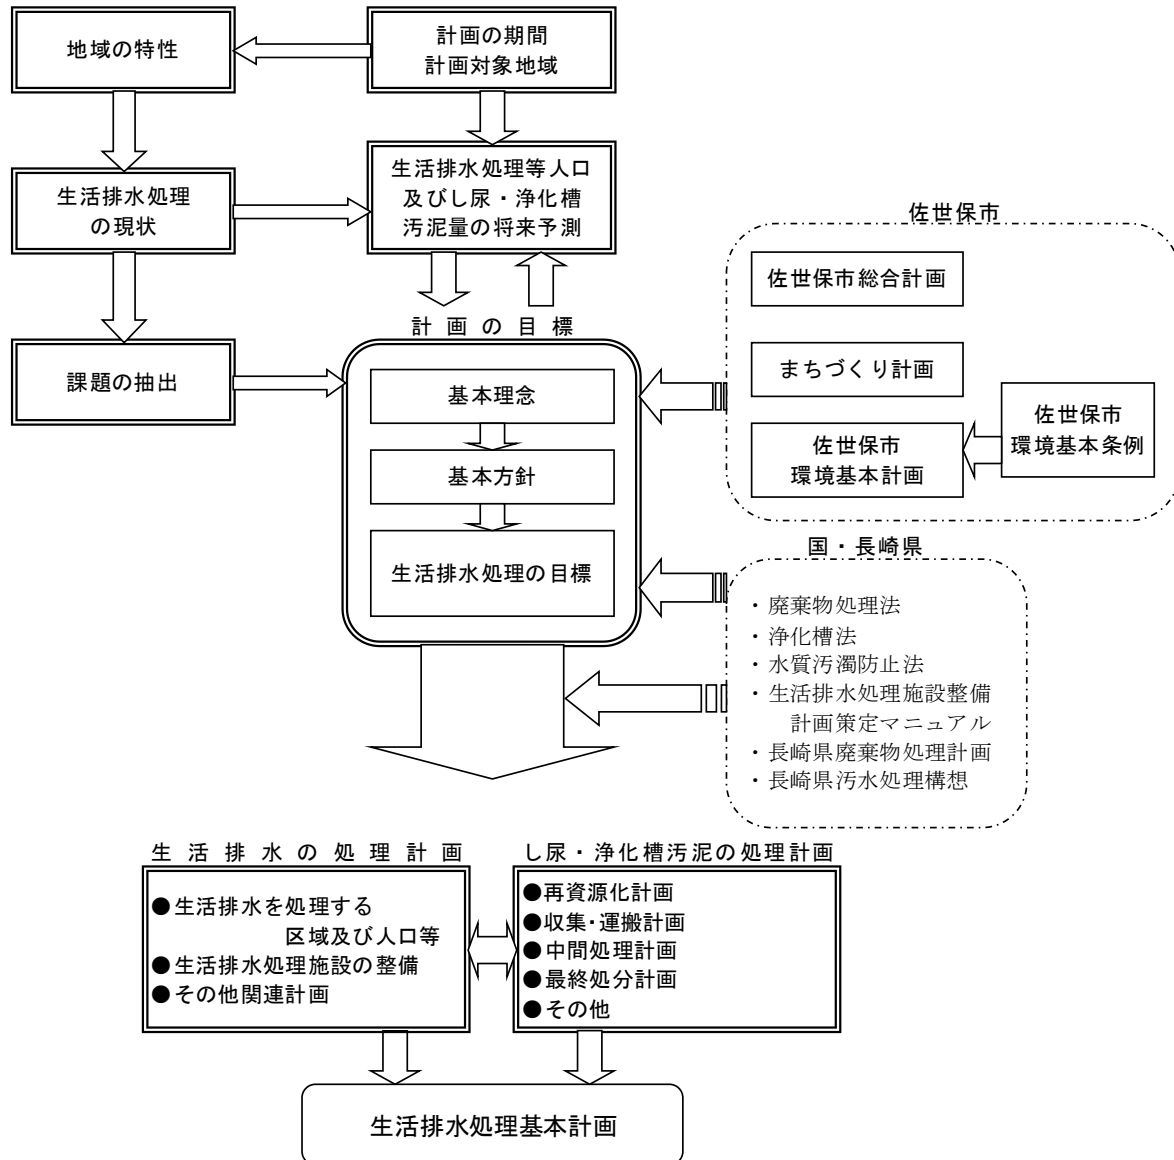 地域の特性
計画の期間
計画対象地域
生活排水処理
の現状
生活排水処理等人口
及びし尿・浄化槽
汚泥量の将来予測
課題の抽出
計画の目標
基本理念
基本方針
生活排水処理の目標
佐世保市
佐世保市総合計画
まちづくり計画
佐世保市
環境基本計画
佐世保市
環境基本条例
国・長崎県
・廃棄物処理法
・浄化槽法
・水質汚濁防止法
・生活排水処理施設整備
計画策定マニュアル
・長崎県廃棄物処理計画
・長崎県汚水処理構想
生活排水の処理計画
●生活排水を処理する
区域及び人口等
●生活排水処理施設の整備
●その他関連計画
し尿・浄化槽汚泥の処理計画
●再資源化計画
●収集・運搬計画
●中間処理計画
●最終処分計画
●その他
生活排水処理基本計画